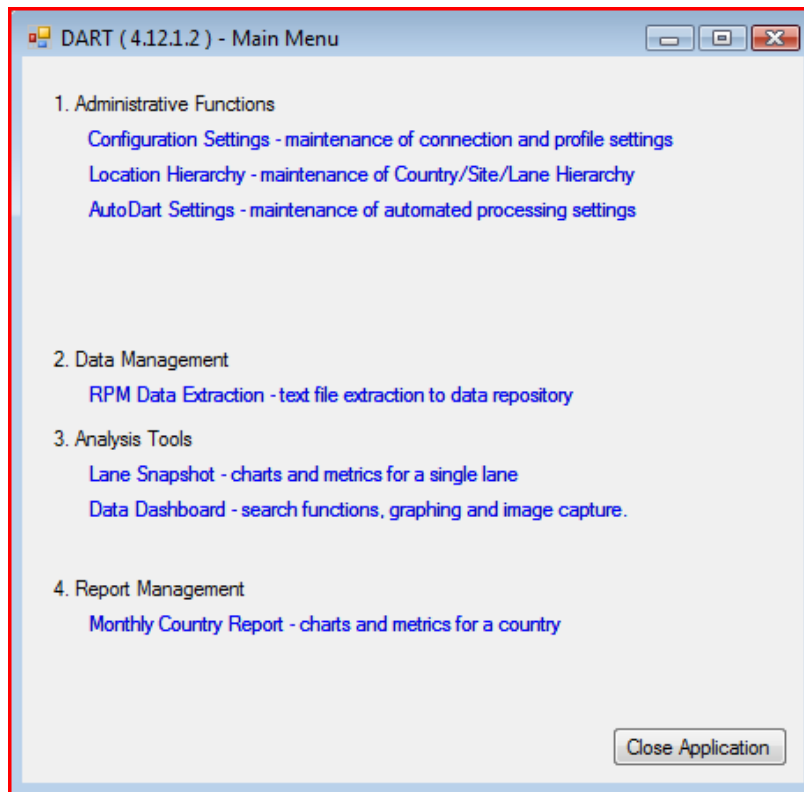 DART ( 4.12.1.2 ) - Main Menu
1. Administrative Functions
Configuration Settings - maintenance of connection and profile settings
Location Hierarchy - maintenance of Country/Site/Lane Hierarchy
AutoDart Settings - maintenance of automated processing settings
2. Data Management
RPM Data Extraction - text file extraction to data repository
3. Analysis Tools
Lane Snapshot - charts and metrics for a single lane
Data Dashboard - search functions, graphing and image capture.
4. Report Management
Monthly Country Report - charts and metrics for a country
Close Application